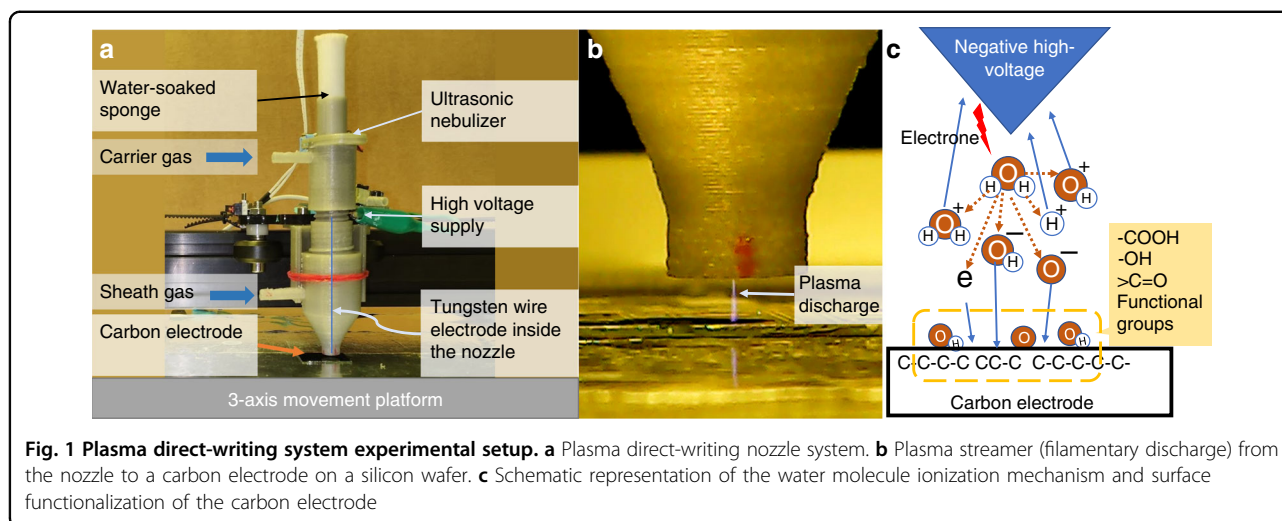 a
Water-soaked
sponge
Carrier gas
Sheath gas
Carbon electrode
Ultrasonic
nebulizer
High voltage
supply
Tungsten wire
electrode inside
the nozzle
3-axis movement platform
b
Plasma
discharge
c
Negative high-
voltage
Electrone
O
H H
+
O
H
+
O
H H
H
+
O
H
—
O
—
e
-COOH
-OH
>C=O
Functional
groups
O
H
O
O
H
C-C-C-C CC-C C-C-C-C-C-
Carbon electrode
Fig. 1 Plasma direct-writing system experimental setup. a Plasma direct-writing nozzle system. b Plasma streamer (filamentary discharge) from
the nozzle to a carbon electrode on a silicon wafer. c Schematic representation of the water molecule ionization mechanism and surface
functionalization of the carbon electrode